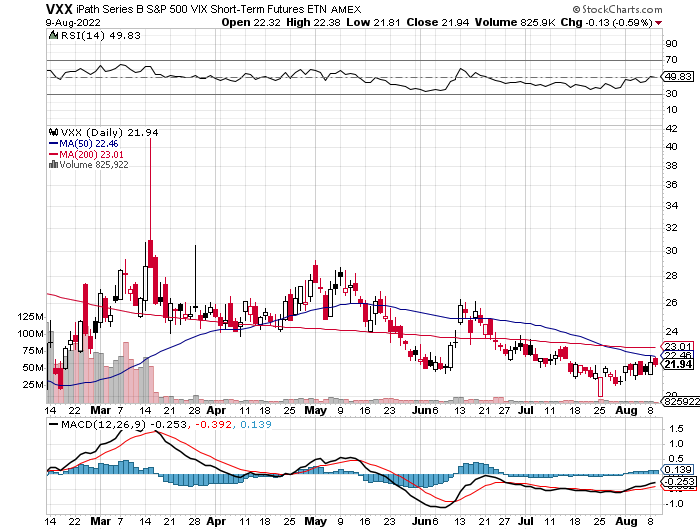 VXX iPath Series B S&P 500 VIX Short-Term Futures ETN AMEX © StockCharts.com
9-Aug-2022 Open 22.32 High 22.38 Low 21.81 Close 21.94 Volume 825.9K Chg -0.13 (-0.59%)
RSI(14) 49.83
90
70
49.83
30
10
VXX (Daily) 21.94
MA(50) 22.46
MA(200) 23.01
Volume 825,922
42
40
38
36
34
32
30
28
26
24
23.01
22.46
21.94
20
125M
100M
75M
50M
25M
825922
14 22 Mar 7 14 21 28 Apr 11 18 25 May 9 16 23 Jun 6 13 21 27 Jul 11 18 25 Aug 8
MACD(12,26,9) -0.253, -0.392, 0.139
1.5
1.0
0.5
0.139
-0.253
-1.0
14 22 Mar 7 14 21 28 Apr 11 18 25 May 9 16 23 Jun 6 13 21 27 Jul 11 18 25 Aug 8